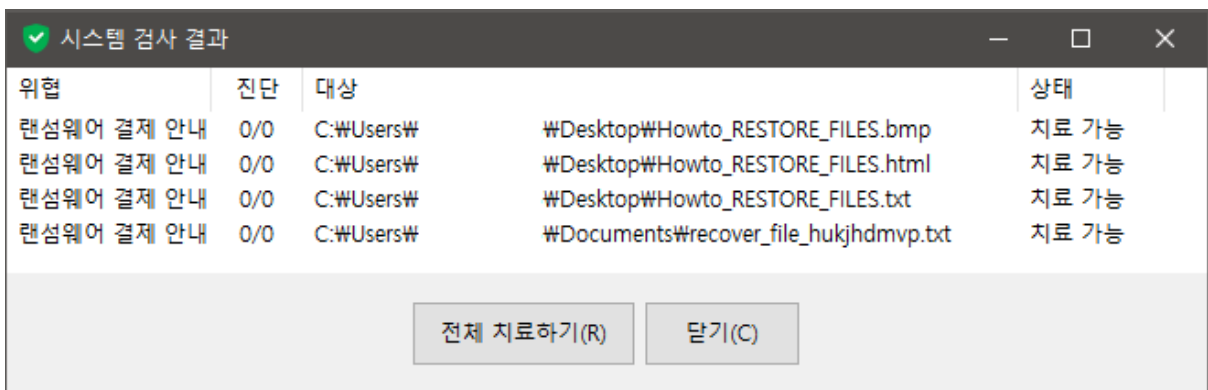 시스템 검사 결과
위협 진단 대상 상태
랜섬웨어 결제 안내 0/0 C:₩Users₩ ₩Desktop₩Howto_RESTORE_FILES.bmp 치료 가능
랜섬웨어 결제 안내 0/0 C:₩Users₩ ₩Desktop₩Howto_RESTORE_FILES.html 치료 가능
랜섬웨어 결제 안내 0/0 C:₩Users₩ ₩Desktop₩Howto_RESTORE_FILES.txt 치료 가능
랜섬웨어 결제 안내 0/0 C:₩Users₩ ₩Documents₩recover_file_hukjhdmvp.txt 치료 가능
전체 치료하기(R) 닫기(C)